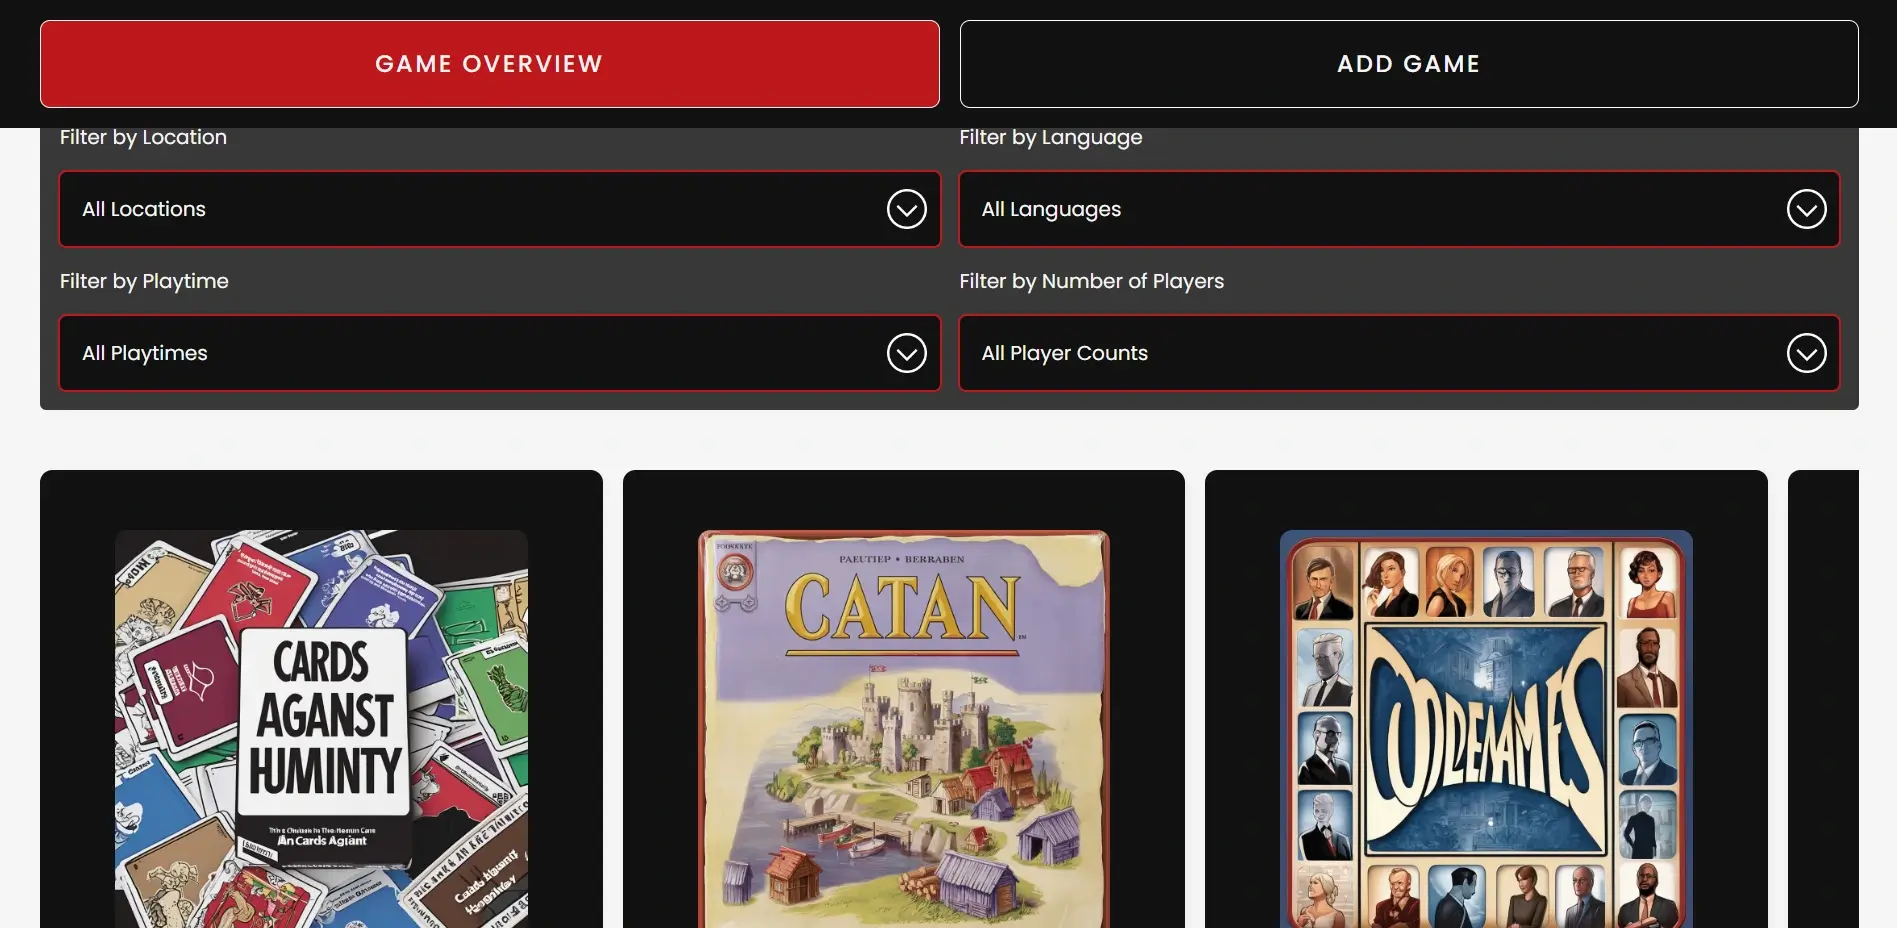 GAME OVERVIEW
ADD GAME
Filter by Location
Filter by Language
All Locations
All Languages
Filter by Playtime
Filter by Number of Players
All Playtimes
All Player Counts
CARDS
AGANST
HUMINTY
An Cards Agiant
PAEUTIEP • BERRABEN
CATAN